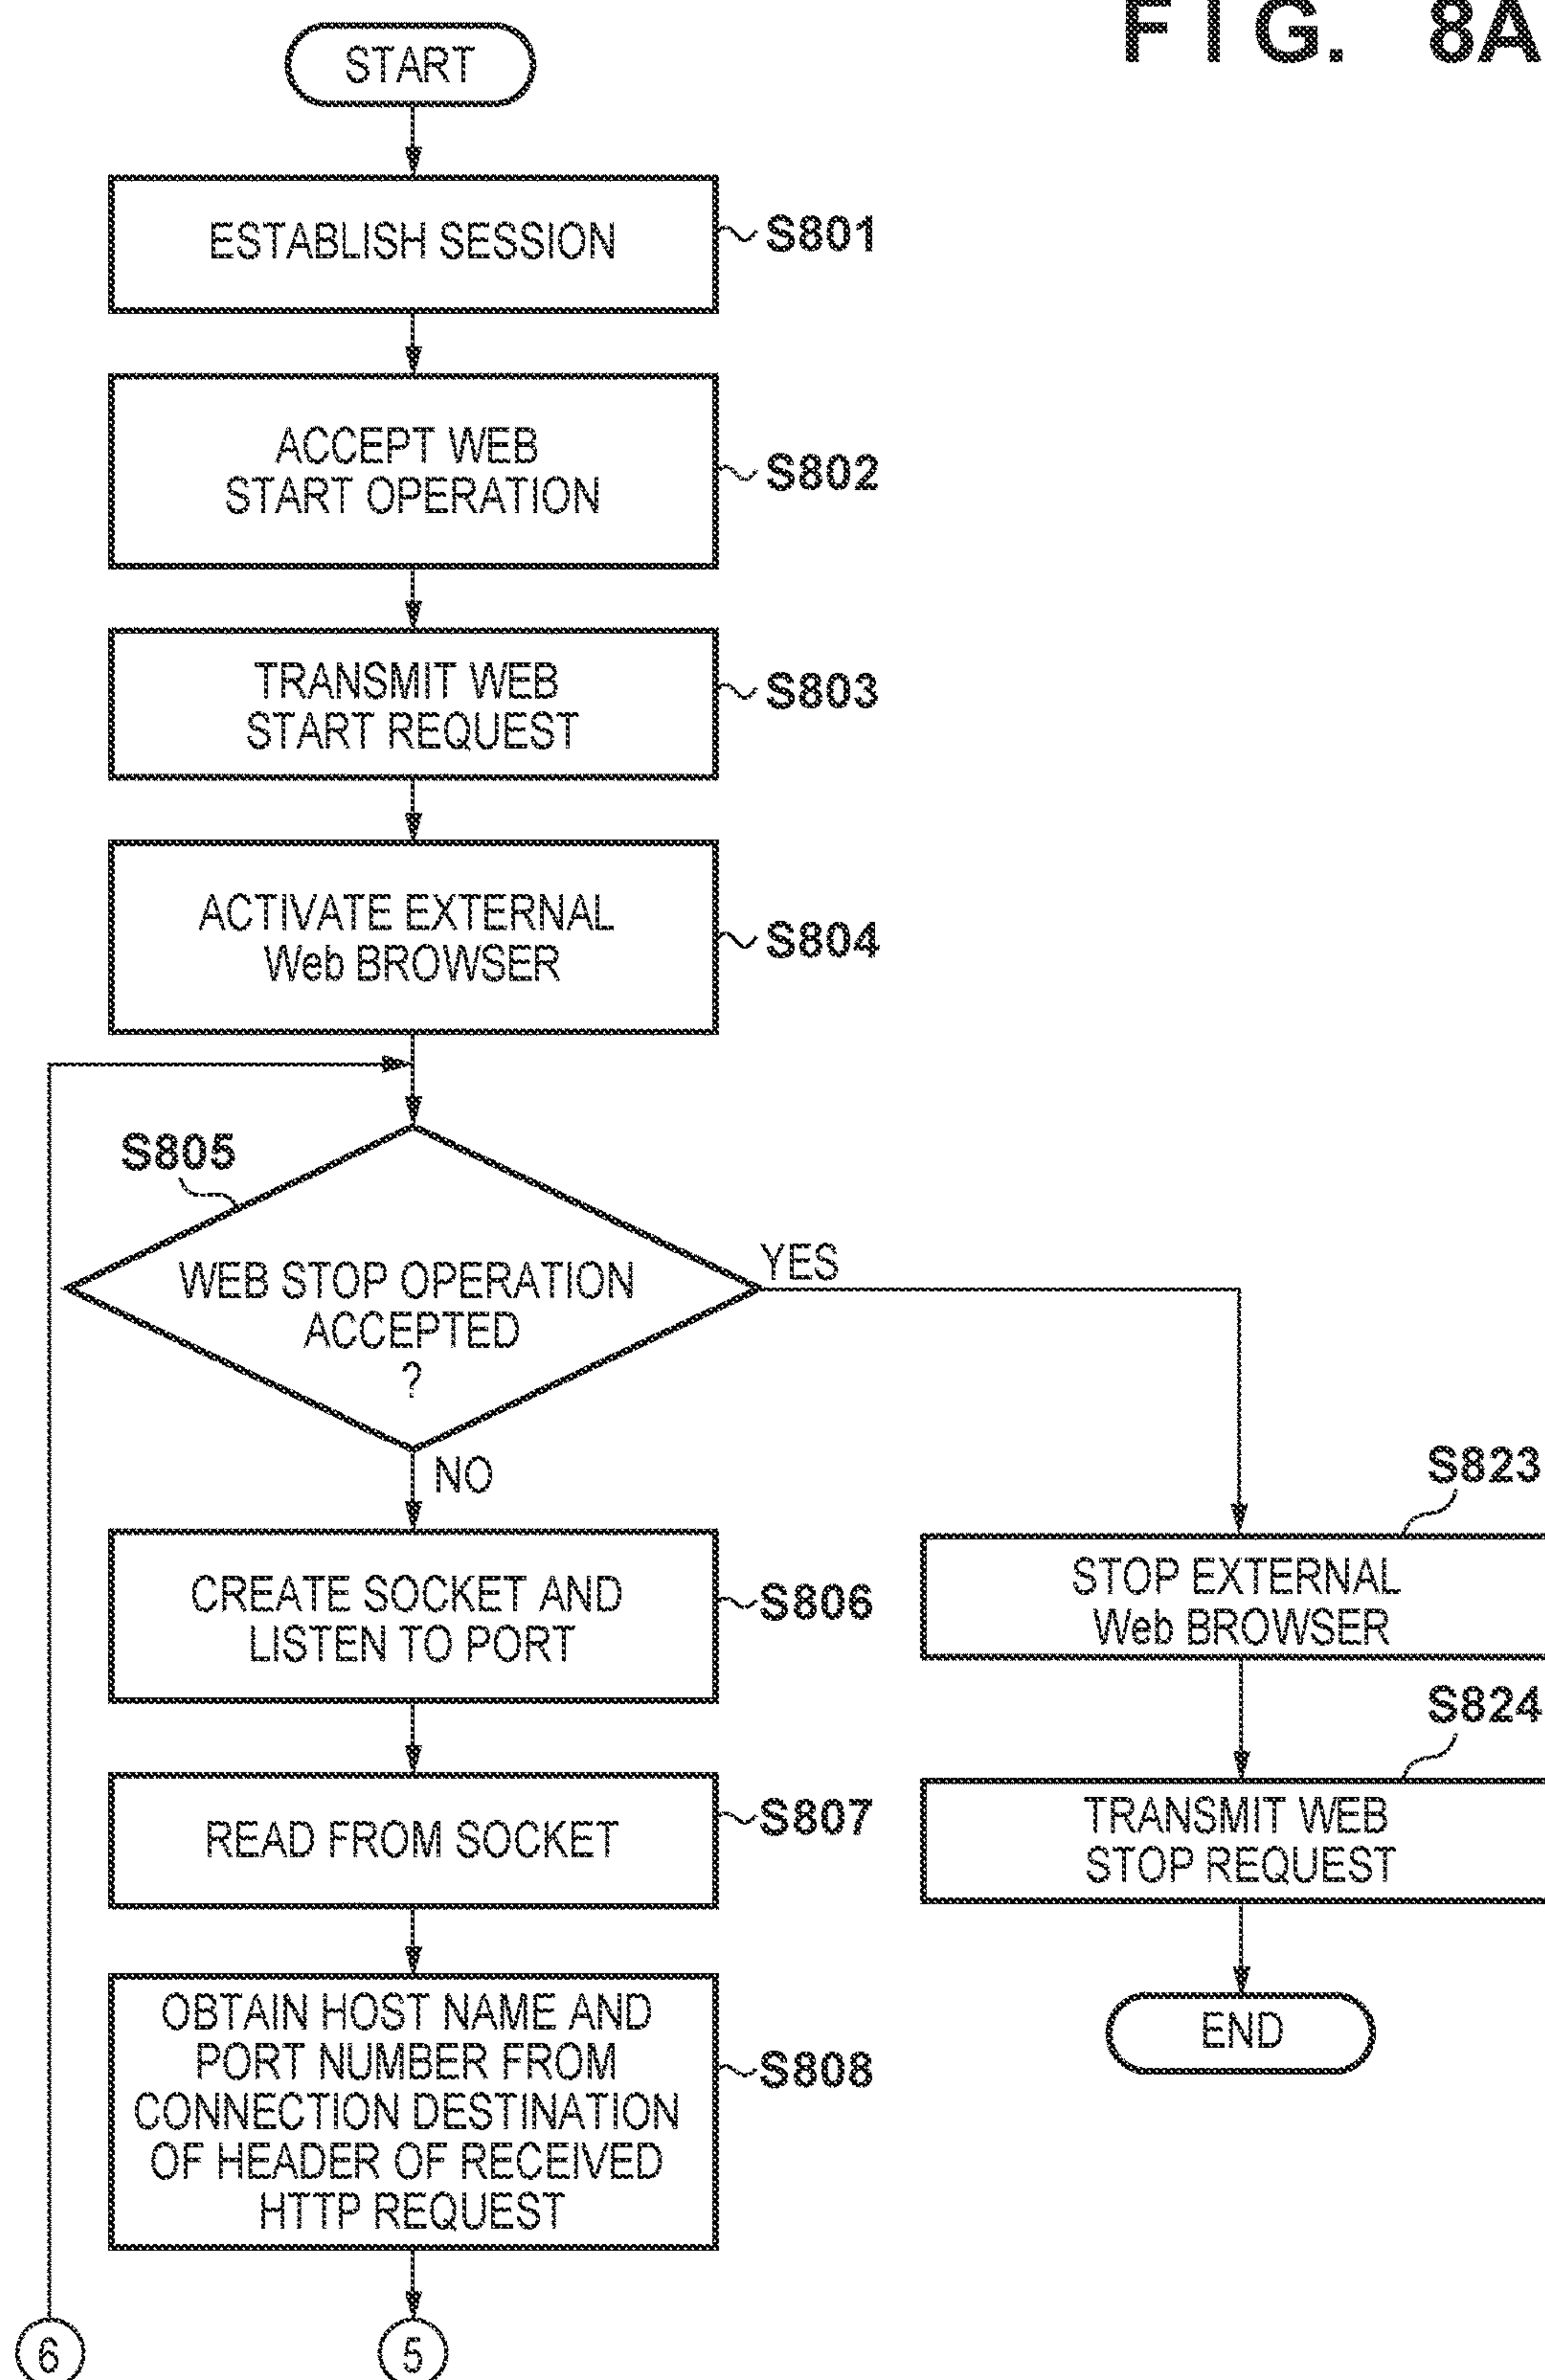 FIG. 8A
START
ESTABLISH SESSION
S801
ACCEPT WEB
START OPERATION
S802
TRANSMIT WEB
START REQUEST
S803
ACTIVATE EXTERNAL
Web BROWSER
S804
S805
WEB STOP OPERATION
ACCEPTED
?
YES
NO
CREATE SOCKET AND
LISTEN TO PORT
S806
READ FROM SOCKET
S807
OBTAIN HOST NAME AND
PORT NUMBER FROM
CONNECTION DESTINATION
OF HEADER OF RECEIVED
HTTP REQUEST
S808
S823
STOP EXTERNAL
Web BROWSER
S824
TRANSMIT WEB
STOP REQUEST
END
6
5